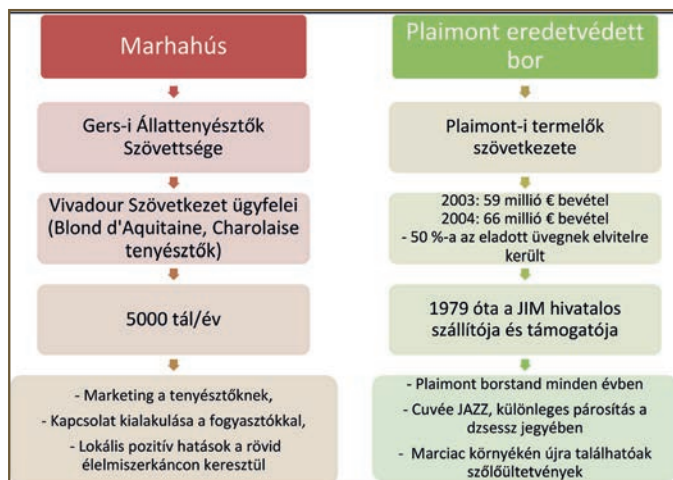 Marhahús
Gers-i Állattenyésztők
Szövettsége
Vivadour Szövetkezet ügyfelei
(Blond d'Aquitaine, Charolaise
tenyésztők)
5000 tál/év
- Marketing a tenyésztőknek,
- Kapcsolat kialakulása a fogyasztókkal,
- Lokális pozitív hatások a rövid
élelmiszerkáncon keresztül
Plaimont eredetvédett
bor
Plaimont-i termelők
szövetkezete
2003: 59 millió € bevétel
2004: 66 millió € bevétel
- 50 %-a az eladott üvegnek elvitelre
került
1979 óta a JIM hivatalos
szállítója és támogatója
- Plaimont borstand minden évben
- Cuvée JAZZ, különleges párosítás a
dzsessz jegyében
- Marciac környékén újra találhatóak
szőlőültetvények